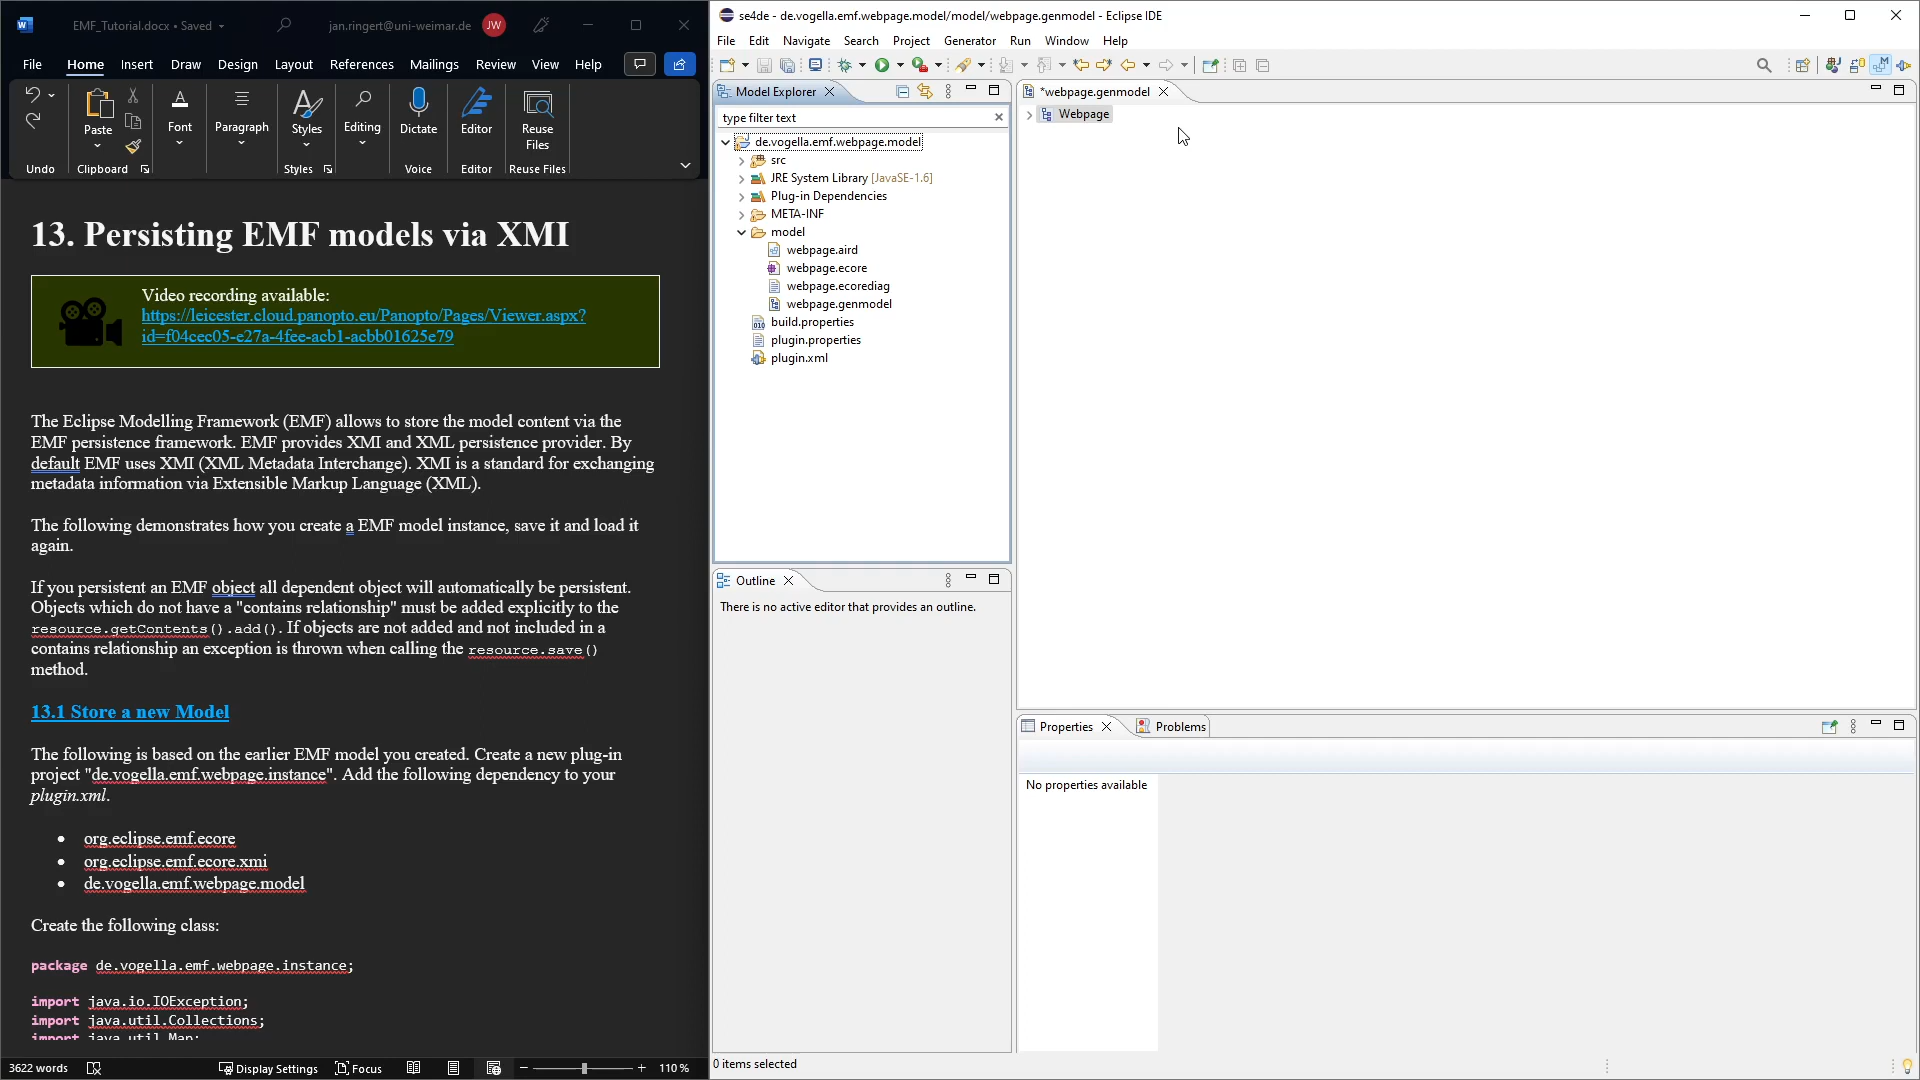 EMF_Tutorial.docx • Saved
jan.ringert@uni-weimar.de
JW
File
Home
Insert
Draw
Design
Layout
References
Mailings
Review
View
Help
Paste
Font
Paragraph
Styles
Editing
Dictate
Editor
Reuse
Files
Undo
Clipboard
Styles
Voice
Editor
Reuse Files
13. Persisting EMF models via XMI
Video recording available:
https://leicester.cloud.panopto.eu/Panopto/Pages/Viewer.aspx?
id=f04cec05-e27a-4fee-acb1-acbb01625e79
The Eclipse Modelling Framework (EMF) allows to store the model content via the
EMF persistence framework. EMF provides XMI and XML persistence provider. By
default EMF uses XMI (XML Metadata Interchange). XMI is a standard for exchanging
metadata information via Extensible Markup Language (XML).
The following demonstrates how you create a EMF model instance, save it and load it
again.
If you persistent an EMF object all dependent object will automatically be persistent.
Objects which do not have a "contains relationship" must be added explicitly to the
resource.getContents().add(). If objects are not added and not included in a
contains relationship an exception is thrown when calling the resource.save()
method.
13.1 Store a new Model
The following is based on the earlier EMF model you created. Create a new plug-in
project "de.vogella.emf.webpage.instance". Add the following dependency to your
plugin.xml.
• org.eclipse.emf.ecore
• org.eclipse.emf.ecore.xmi
• de.vogella.emf.webpage.model
Create the following class:
package de.vogella.emf.webpage.instance;
import java.io.IOException;
import java.util.Collections;
import java.util.Map;
3622 words
Display Settings
Focus
110 %
se4de - de.vogella.emf.webpage.model/model/webpage.genmodel - Eclipse IDE
File
Edit
Navigate
Search
Project
Generator
Run
Window
Help
Model Explorer
type filter text
de.vogella.emf.webpage.model
src
JRE System Library [JavaSE-1.6]
Plug-in Dependencies
META-INF
model
webpage.aird
webpage.ecore
webpage.ecorediag
webpage.genmodel
build.properties
plugin.properties
plugin.xml
Outline
There is no active editor that provides an outline.
*webpage.genmodel
Webpage
Properties
Problems
No properties available
0 items selected